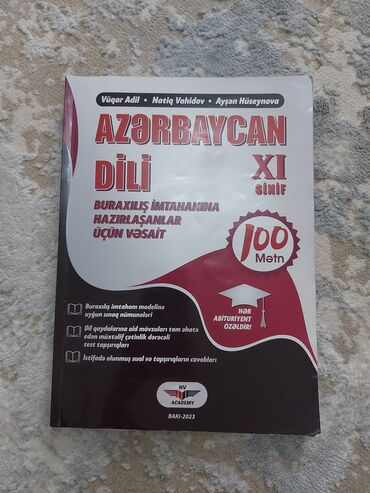 Vüqar Adil • Natiq Vahidov • Ayşən Hüseynova
AZƏRBAYCAN
DİLİ
XI
SİNİF
BURAXILIŞ İMTAHANINA
HAZIRLAŞANLAR
ÜÇÜN VƏSAİT
100
Mətn
HƏR
ABİTURİYENT
ÖZƏLDİR!
Buraxılış imtahanı modelinə
uyğun sınaq nümunələri
Dil qaydalarına aid mövzuları tam əhatə
edən müxtəlif çətinlik dərəcəli
test tapşırıqları
İstifadə olunmuş sual və tapşırıqların cavabları
NV
ACADEMY
BAKI-2023